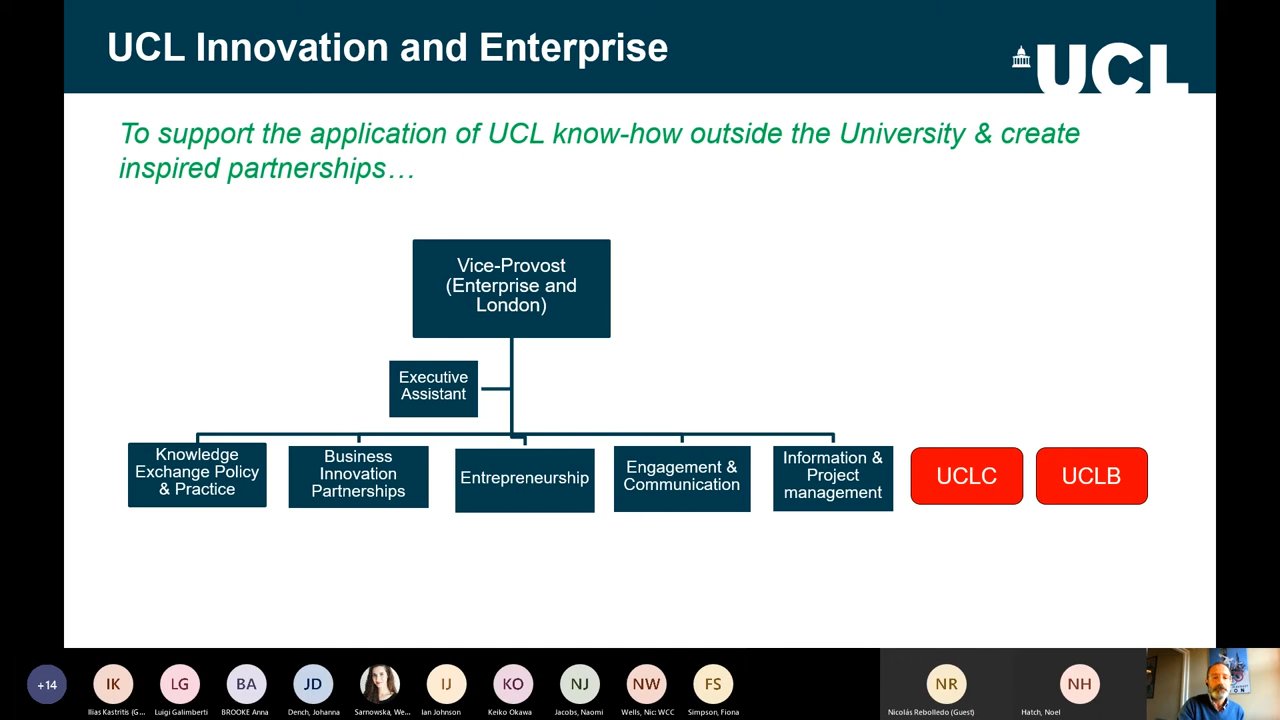 UCL Innovation and Enterprise
UCL
To support the application of UCL know-how outside the University & create
inspired partnerships…
Vice-Provost
(Enterprise and
London)
Executive
Assistant
Knowledge
Exchange Policy
& Practice
Business
Innovation
Partnerships
Entrepreneurship
Engagement &
Communication
Information &
Project
management
UCLC
UCLB
+14
IK
LG
BA
JD
IJ
KO
NJ
NW
FS
NR
NH
Ilias Kastritis (G...
Luigi Galimberti
BROOKE Anna
Dench, Johanna
Sarnowska, We...
Ian Johnson
Keiko Okawa
Jacobs, Naomi
Wells, Nic: WCC
Simpson, Fiona
Nicolás Rebolledo (Guest)
Hatch, Noel